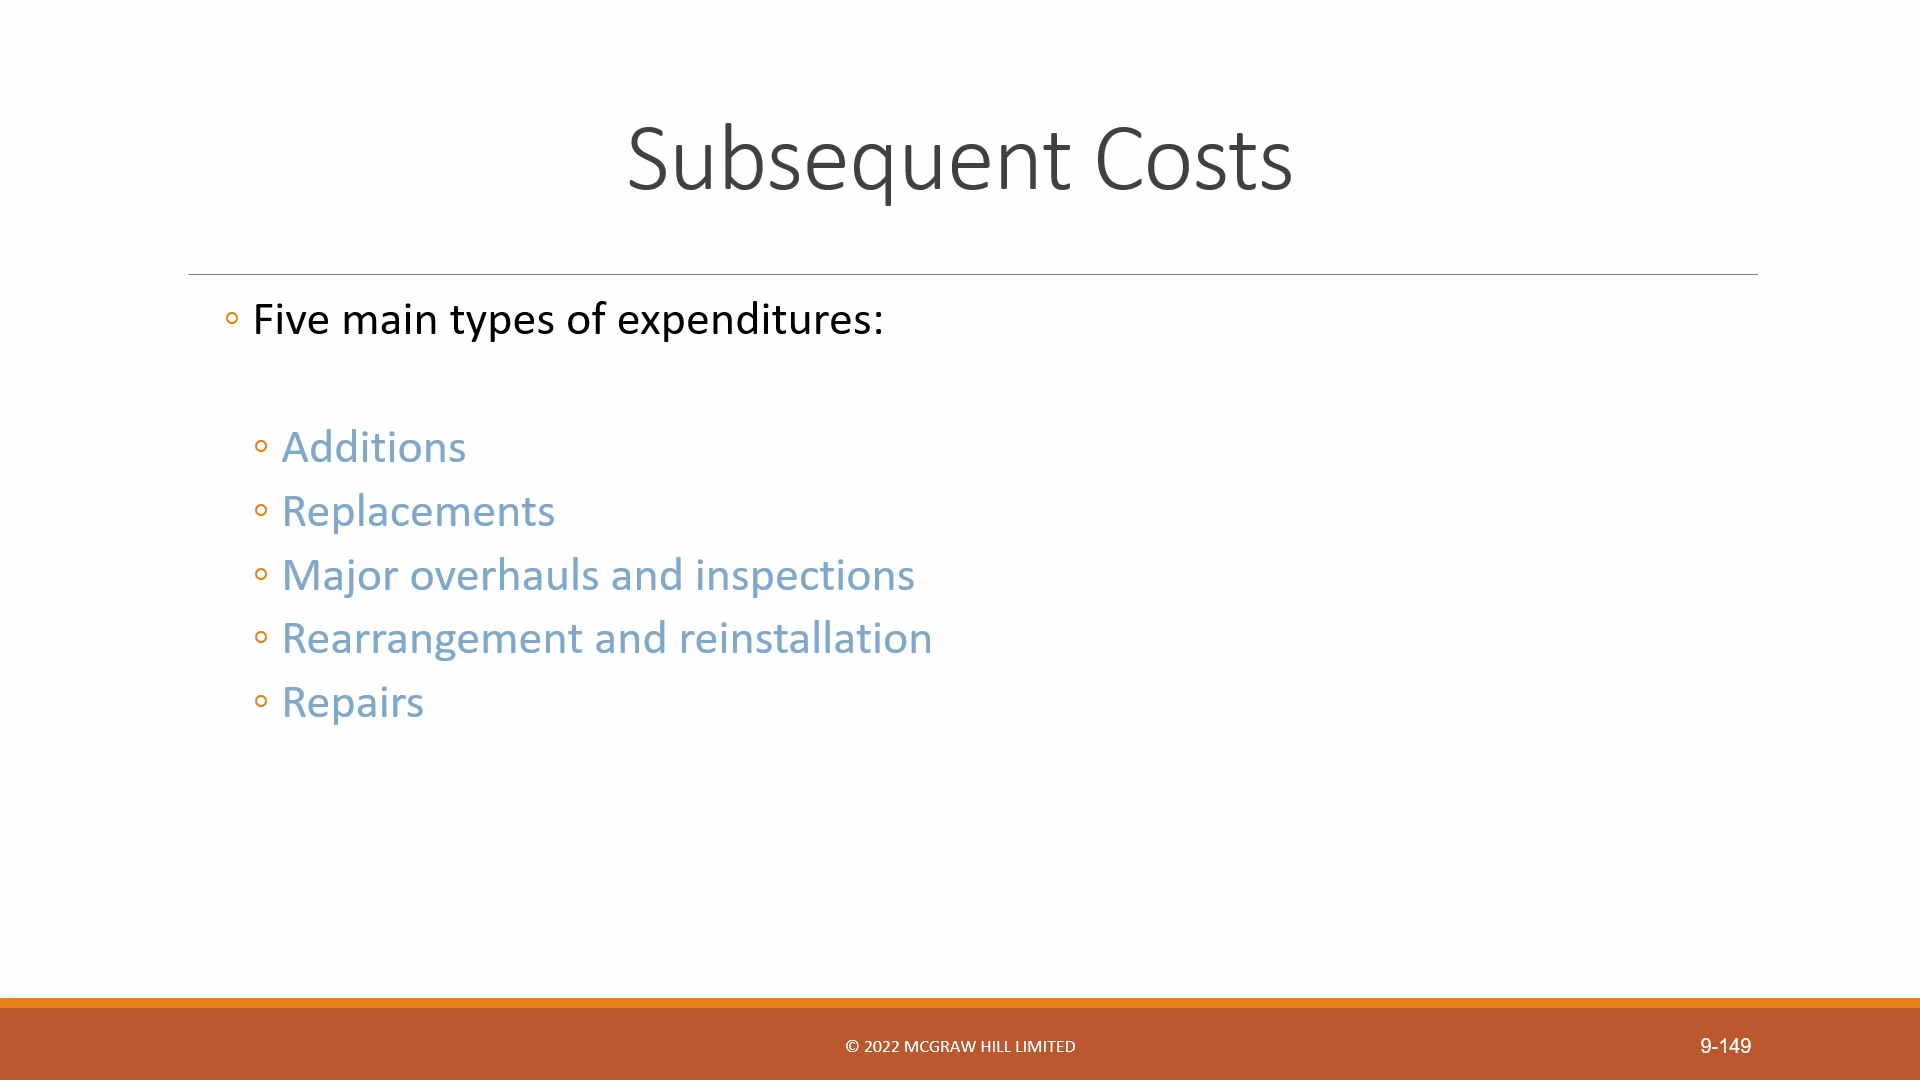 Subsequent Costs
◦ Five main types of expenditures:
◦ Additions
◦ Replacements
◦ Major overhauls and inspections
◦ Rearrangement and reinstallation
◦ Repairs
© 2022 MCGRAW HILL LIMITED
9-149